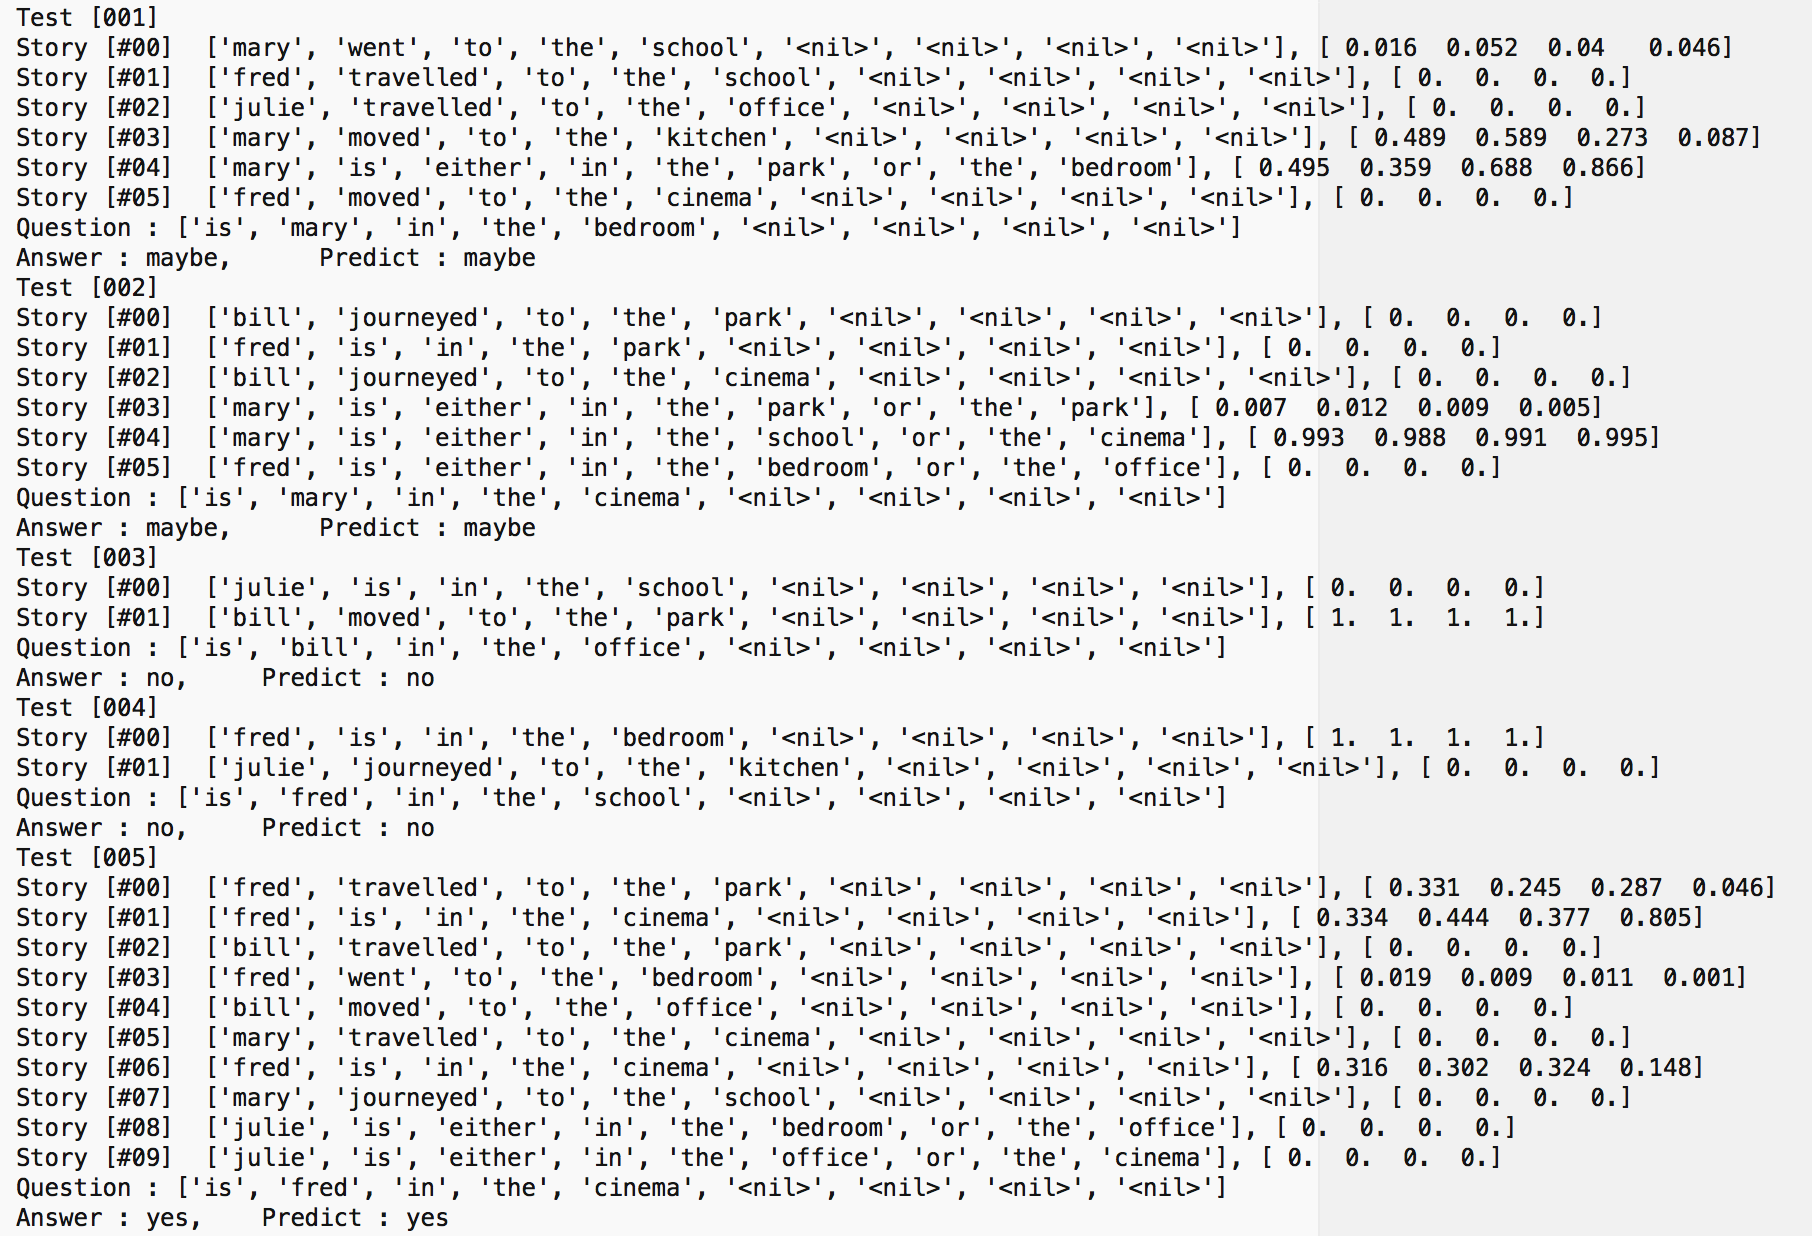 Test [001]
Story [#00]  ['mary', 'went', 'to', 'the', 'school', '<nil>', '<nil>', '<nil>', '<nil>'], [ 0.016  0.052  0.04   0.046]
Story [#01]  ['fred', 'travelled', 'to', 'the', 'school', '<nil>', '<nil>', '<nil>', '<nil>'], [ 0.  0.  0.  0.]
Story [#02]  ['julie', 'travelled', 'to', 'the', 'office', '<nil>', '<nil>', '<nil>', '<nil>'], [ 0.  0.  0.  0.]
Story [#03]  ['mary', 'moved', 'to', 'the', 'kitchen', '<nil>', '<nil>', '<nil>', '<nil>'], [ 0.489  0.589  0.273  0.087]
Story [#04]  ['mary', 'is', 'either', 'in', 'the', 'park', 'or', 'the', 'bedroom'], [ 0.495  0.359  0.688  0.866]
Story [#05]  ['fred', 'moved', 'to', 'the', 'cinema', '<nil>', '<nil>', '<nil>', '<nil>'], [ 0.  0.  0.  0.]
Question : ['is', 'mary', 'in', 'the', 'bedroom', '<nil>', '<nil>', '<nil>', '<nil>']
Answer : maybe,      Predict : maybe
Test [002]
Story [#00]  ['bill', 'journeyed', 'to', 'the', 'park', '<nil>', '<nil>', '<nil>', '<nil>'], [ 0.  0.  0.  0.]
Story [#01]  ['fred', 'is', 'in', 'the', 'park', '<nil>', '<nil>', '<nil>', '<nil>'], [ 0.  0.  0.  0.]
Story [#02]  ['bill', 'journeyed', 'to', 'the', 'cinema', '<nil>', '<nil>', '<nil>', '<nil>'], [ 0.  0.  0.  0.]
Story [#03]  ['mary', 'is', 'either', 'in', 'the', 'park', 'or', 'the', 'park'], [ 0.007  0.012  0.009  0.005]
Story [#04]  ['mary', 'is', 'either', 'in', 'the', 'school', 'or', 'the', 'cinema'], [ 0.993  0.988  0.991  0.995]
Story [#05]  ['fred', 'is', 'either', 'in', 'the', 'bedroom', 'or', 'the', 'office'], [ 0.  0.  0.  0.]
Question : ['is', 'mary', 'in', 'the', 'cinema', '<nil>', '<nil>', '<nil>', '<nil>']
Answer : maybe,      Predict : maybe
Test [003]
Story [#00]  ['julie', 'is', 'in', 'the', 'school', '<nil>', '<nil>', '<nil>', '<nil>'], [ 0.  0.  0.  0.]
Story [#01]  ['bill', 'moved', 'to', 'the', 'park', '<nil>', '<nil>', '<nil>', '<nil>'], [ 1.  1.  1.  1.]
Question : ['is', 'bill', 'in', 'the', 'office', '<nil>', '<nil>', '<nil>', '<nil>']
Answer : no,     Predict : no
Test [004]
Story [#00]  ['fred', 'is', 'in', 'the', 'bedroom', '<nil>', '<nil>', '<nil>', '<nil>'], [ 1.  1.  1.  1.]
Story [#01]  ['julie', 'journeyed', 'to', 'the', 'kitchen', '<nil>', '<nil>', '<nil>', '<nil>'], [ 0.  0.  0.  0.]
Question : ['is', 'fred', 'in', 'the', 'school', '<nil>', '<nil>', '<nil>', '<nil>']
Answer : no,     Predict : no
Test [005]
Story [#00]  ['fred', 'travelled', 'to', 'the', 'park', '<nil>', '<nil>', '<nil>', '<nil>'], [ 0.331  0.245  0.287  0.046]
Story [#01]  ['fred', 'is', 'in', 'the', 'cinema', '<nil>', '<nil>', '<nil>', '<nil>'], [ 0.334  0.444  0.377  0.805]
Story [#02]  ['bill', 'travelled', 'to', 'the', 'park', '<nil>', '<nil>', '<nil>', '<nil>'], [ 0.  0.  0.  0.]
Story [#03]  ['fred', 'went', 'to', 'the', 'bedroom', '<nil>', '<nil>', '<nil>', '<nil>'], [ 0.019  0.009  0.011  0.001]
Story [#04]  ['bill', 'moved', 'to', 'the', 'office', '<nil>', '<nil>', '<nil>', '<nil>'], [ 0.  0.  0.  0.]
Story [#05]  ['mary', 'travelled', 'to', 'the', 'cinema', '<nil>', '<nil>', '<nil>', '<nil>'], [ 0.  0.  0.  0.]
Story [#06]  ['fred', 'is', 'in', 'the', 'cinema', '<nil>', '<nil>', '<nil>', '<nil>'], [ 0.316  0.302  0.324  0.148]
Story [#07]  ['mary', 'journeyed', 'to', 'the', 'school', '<nil>', '<nil>', '<nil>', '<nil>'], [ 0.  0.  0.  0.]
Story [#08]  ['julie', 'is', 'either', 'in', 'the', 'bedroom', 'or', 'the', 'office'], [ 0.  0.  0.  0.]
Story [#09]  ['julie', 'is', 'either', 'in', 'the', 'office', 'or', 'the', 'cinema'], [ 0.  0.  0.  0.]
Question : ['is', 'fred', 'in', 'the', 'cinema', '<nil>', '<nil>', '<nil>', '<nil>']
Answer : yes,    Predict : yes